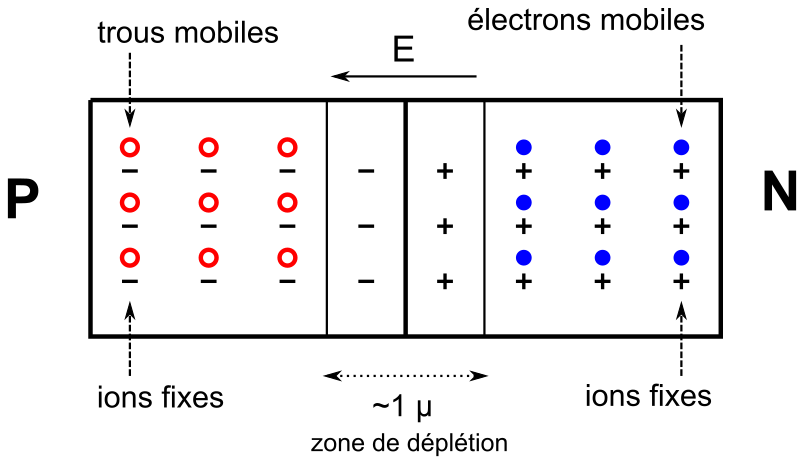 trous mobiles
électrons mobiles
E
P
N
− − − − + + + +
− − − − + + + +
− − − − + + + +
ions fixes
ions fixes
~1 μ
zone de déplétion